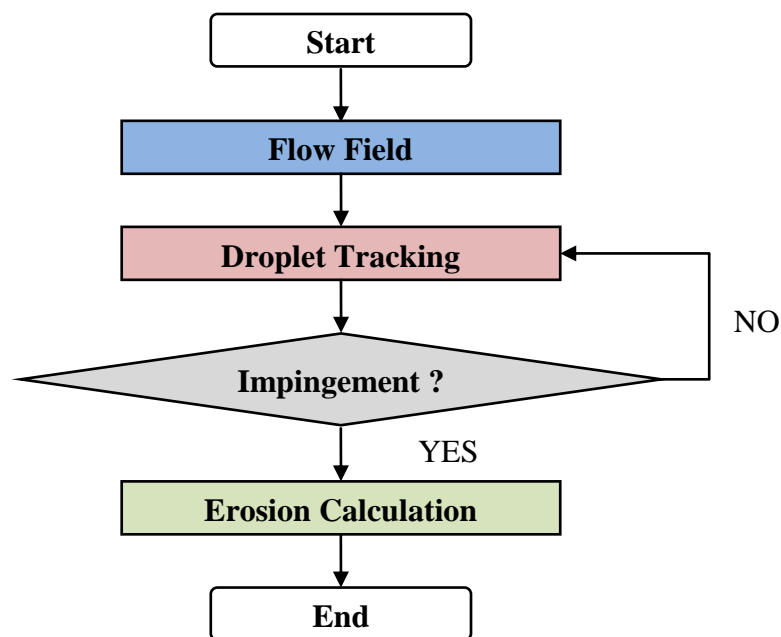 Start
Flow Field
Droplet Tracking
NO
Impingement ?
YES
Erosion Calculation
End